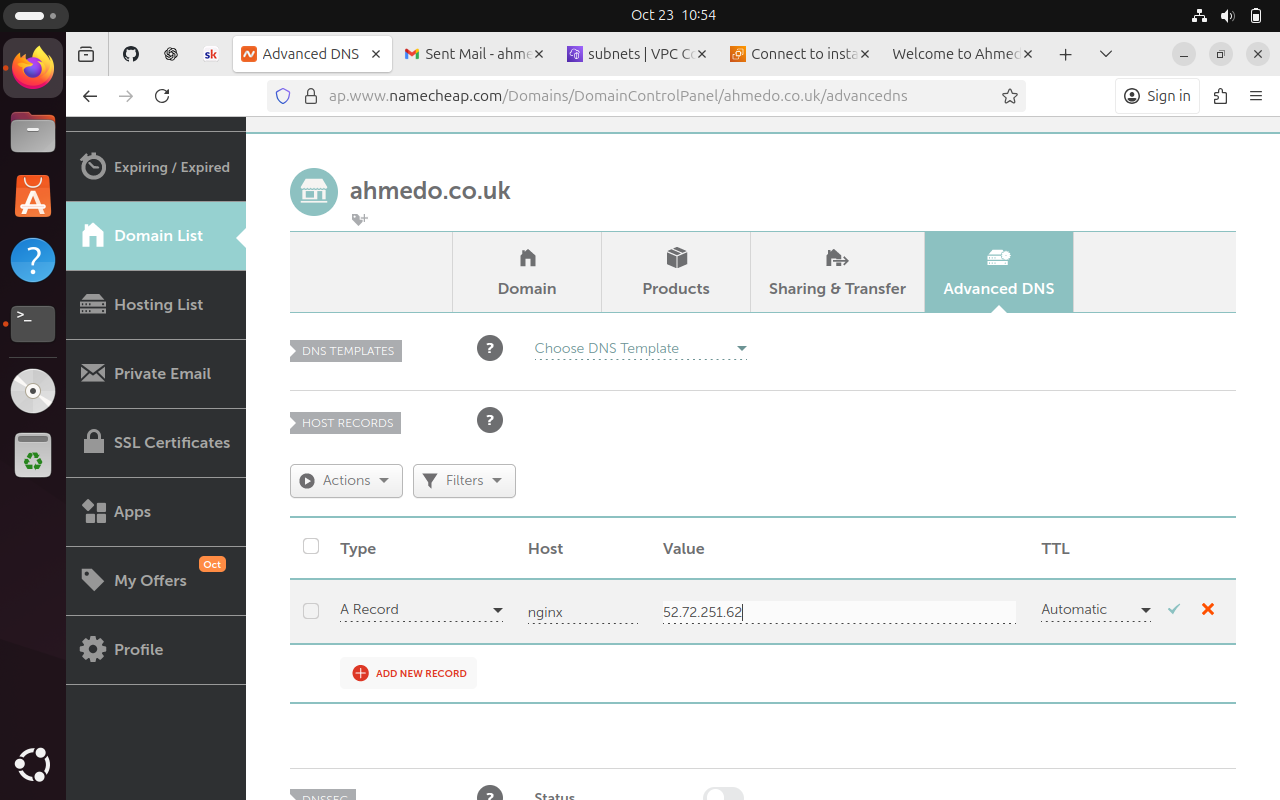 Oct 23 10:54
sk
Advanced DNS
Sent Mail - ahme
subnets | VPC Co
Connect to insta
Welcome to Ahmed
ap.www.namecheap.com/Domains/DomainControlPanel/ahmedo.co.uk/advancedns
Sign in
Expiring / Expired
Domain List
Hosting List
Private Email
SSL Certificates
Apps
My Offers
Oct
Profile
ahmedo.co.uk
Domain
Products
Sharing & Transfer
Advanced DNS
DNS TEMPLATES
?
Choose DNS Template
HOST RECORDS
?
Actions
Filters
Type Host Value TTL
A Record nginx 52.72.251.62 Automatic
ADD NEW RECORD
DNSSEC
?
Status